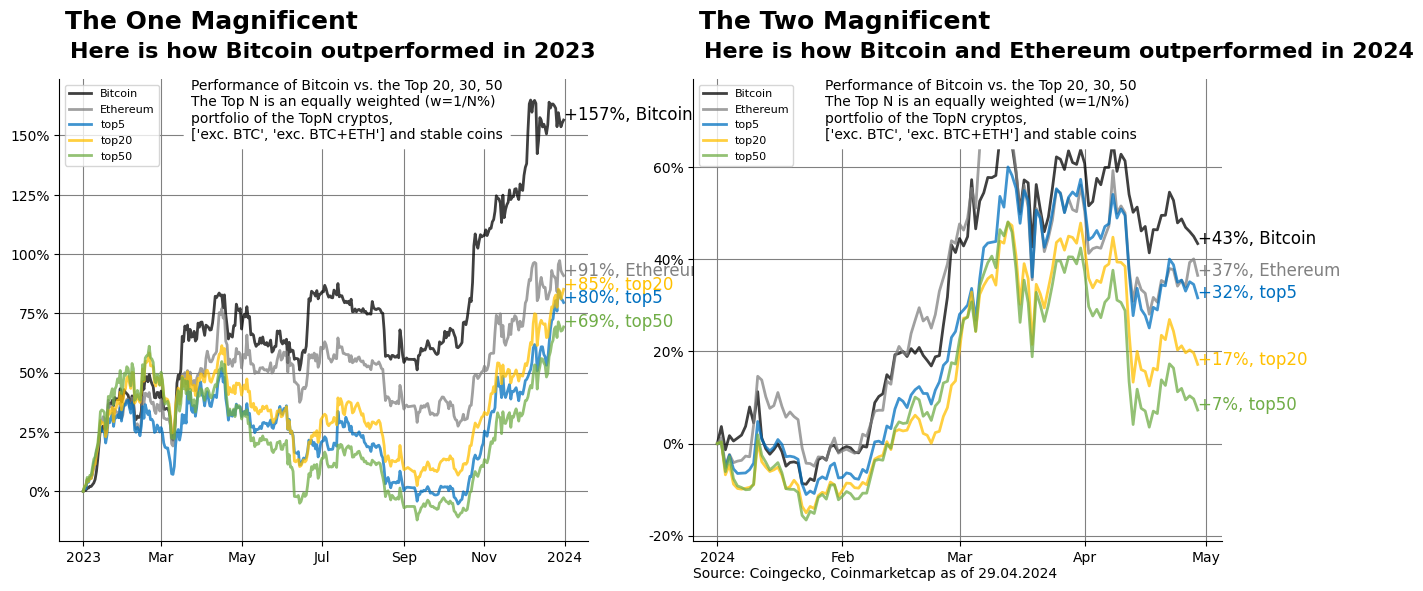 The One Magnificent
Here is how Bitcoin outperformed in 2023
Bitcoin
Ethereum
top5
top20
top50
Performance of Bitcoin vs. the Top 20, 30, 50
The Top N is an equally weighted (w=1/N%)
portfolio of the TopN cryptos,
['exc. BTC', 'exc. BTC+ETH'] and stable coins
150%
125%
100%
75%
50%
25%
0%
+157%, Bitcoin
+91%, Ethereum
+85%, top20
+80%, top5
+69%, top50
2023
Mar
May
Jul
Sep
Nov
2024
The Two Magnificent
Here is how Bitcoin and Ethereum outperformed in 2024
Bitcoin
Ethereum
top5
top20
top50
Performance of Bitcoin vs. the Top 20, 30, 50
The Top N is an equally weighted (w=1/N%)
portfolio of the TopN cryptos,
['exc. BTC', 'exc. BTC+ETH'] and stable coins
60%
40%
20%
0%
-20%
+43%, Bitcoin
+37%, Ethereum
+32%, top5
+17%, top20
+7%, top50
2024
Feb
Mar
Apr
May
Source: Coingecko, Coinmarketcap as of 29.04.2024